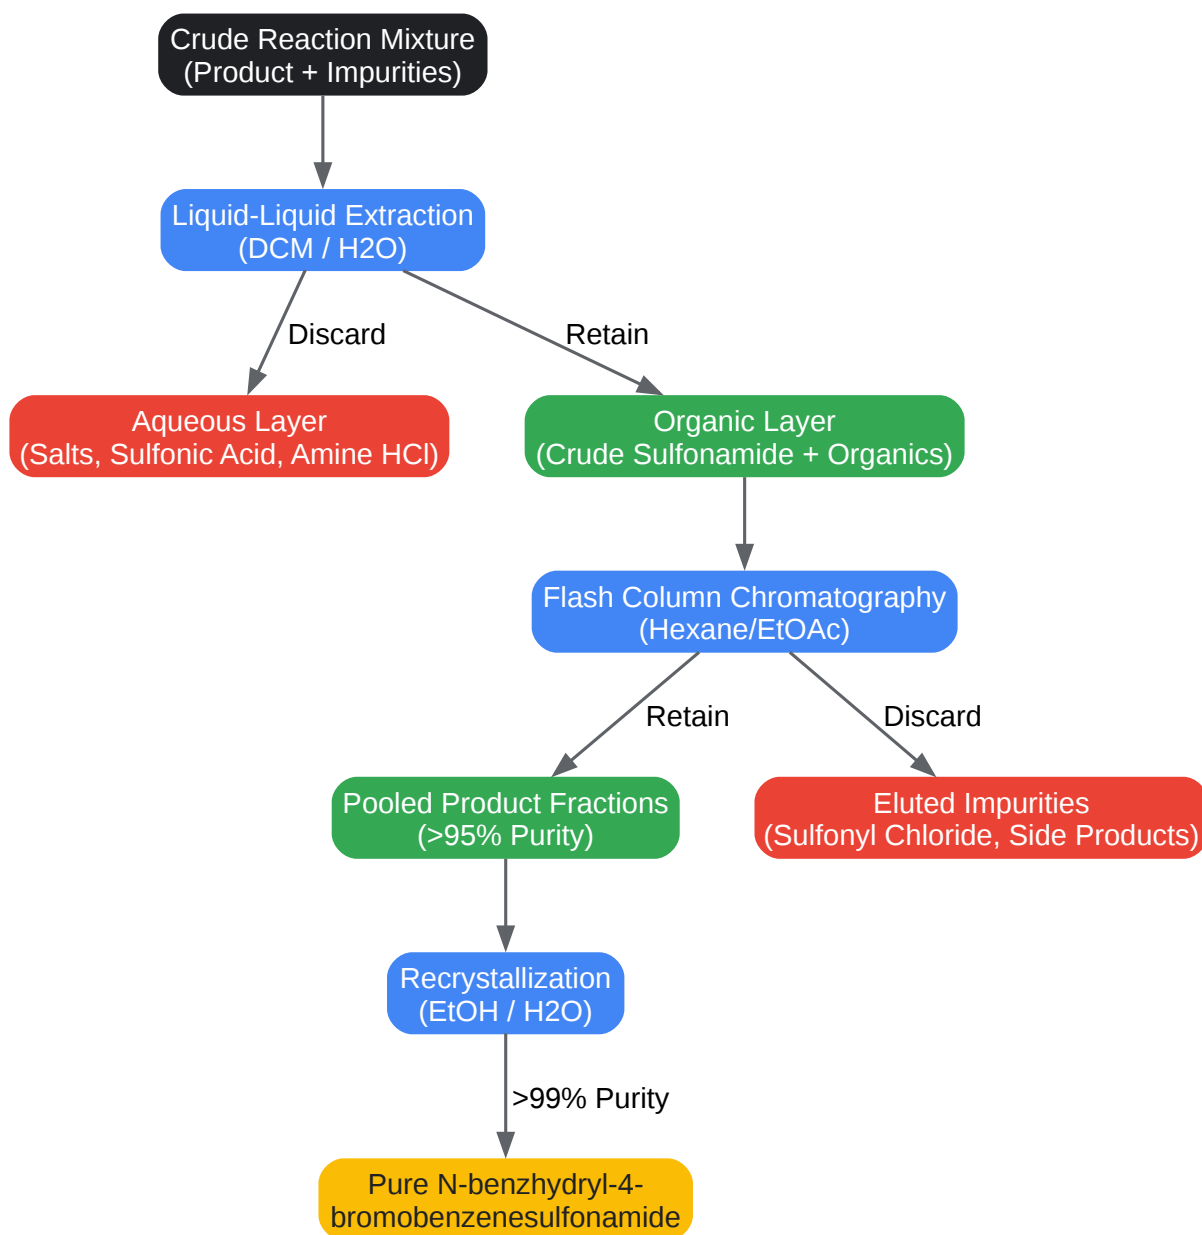 Crude Reaction Mixture
(Product + Impurities)
Liquid-Liquid Extraction
(DCM / H2O)
Discard
Retain
Aqueous Layer
(Salts, Sulfonic Acid, Amine HCl)
Organic Layer
(Crude Sulfonamide + Organics)
Flash Column Chromatography
(Hexane/EtOAc)
Retain
Discard
Pooled Product Fractions
(>95% Purity)
Eluted Impurities
(Sulfonyl Chloride, Side Products)
Recrystallization
(EtOH / H2O)
>99% Purity
Pure N-benzhydryl-4-
bromobenzenesulfonamide